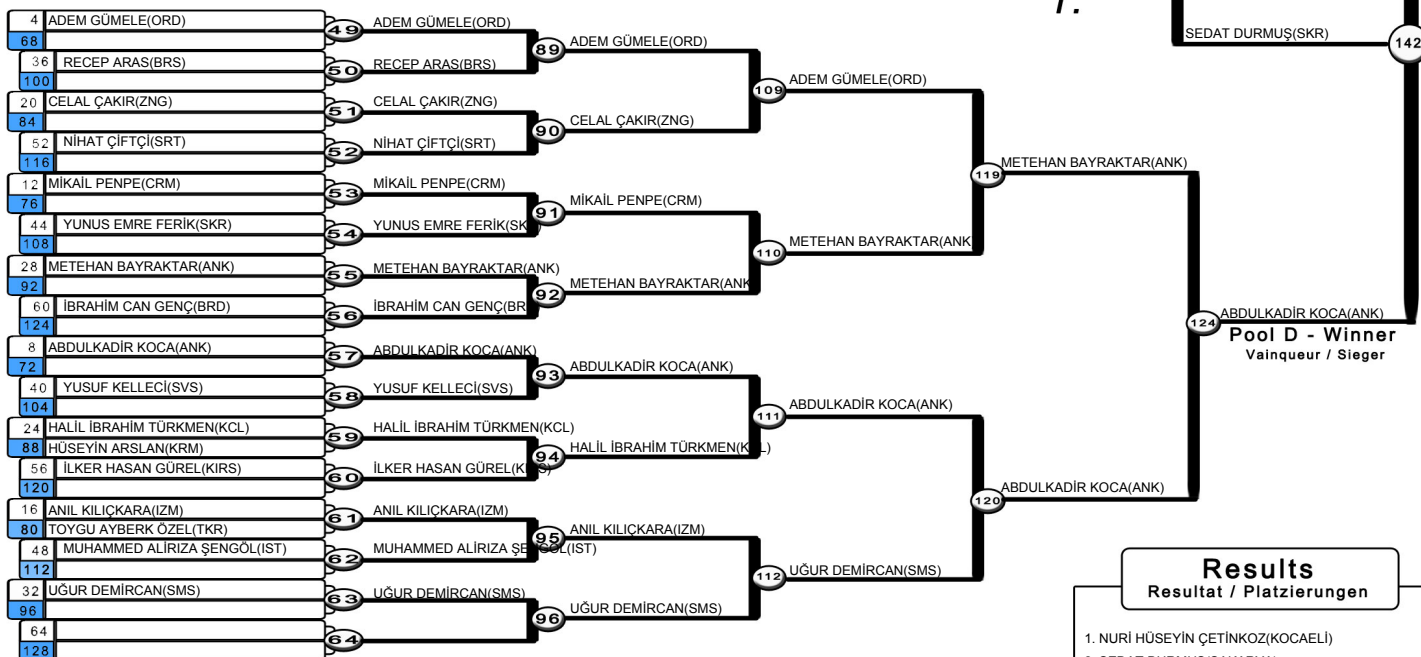 1.
4 ADEM GÜMELE(ORD)
68
36 RECEP ARAS(BRS)
100
20 CELAL ÇAKIR(ZNG)
84
52 NİHAT ÇİFTÇİ(SRT)
116
12 MİKAİL PENPE(CRM)
76
44 YUNUS EMRE FERİK(SKR)
108
28 METEHAN BAYRAKTAR(ANK)
92
60 İBRAHİM CAN GENÇ(BRD)
124
8 ABDULKADİR KOCA(ANK)
72
40 YUSUF KELLECİ(SVS)
104
24 HALİL İBRAHİM TÜRKMEN(KCL)
88 HÜSEYİN ARSLAN(KRM)
56 İLKER HASAN GÜREL(KIRS)
120
16 ANIL KILIÇKARA(IZM)
80 TOYGU AYBERK ÖZEL(TKR)
48 MUHAMMED ALİRIZA ŞENGÖL(IST)
112
32 UĞUR DEMİRCAN(SMS)
96
64
128
49 ADEM GÜMELE(ORD)
50 RECEP ARAS(BRS)
51 CELAL ÇAKIR(ZNG)
52 NİHAT ÇİFTÇİ(SRT)
53 MİKAİL PENPE(CRM)
54 YUNUS EMRE FERİK(SK
55 METEHAN BAYRAKTAR(ANK)
56 İBRAHİM CAN GENÇ(BR
57 ABDULKADİR KOCA(ANK)
58 YUSUF KELLECİ(SVS)
59 HALİL İBRAHİM TÜRKMEN(KCL)
60 İLKER HASAN GÜREL(KIRS)
61 ANIL KILIÇKARA(IZM)
62 MUHAMMED ALİRIZA ŞENGÖL(IST)
63 UĞUR DEMİRCAN(SMS)
64
89 ADEM GÜMELE(ORD)
90 CELAL ÇAKIR(ZNG)
91 MİKAİL PENPE(CRM)
92 METEHAN BAYRAKTAR(ANK
93 ABDULKADİR KOCA(ANK)
94 HALİL İBRAHİM TÜRKMEN(KCL)
95 ANIL KILIÇKARA(IZM)
96 UĞUR DEMİRCAN(SMS)
109 ADEM GÜMELE(ORD)
110 METEHAN BAYRAKTAR(ANK
111 ABDULKADİR KOCA(ANK)
112 UĞUR DEMİRCAN(SMS)
119 METEHAN BAYRAKTAR(ANK)
120 ABDULKADİR KOCA(ANK)
SEDAT DURMUŞ(SKR)
142
124 ABDULKADİR KOCA(ANK)
Pool D - Winner
Vainqueur / Sieger
Results
Resultat / Platzierungen
1. NURİ HÜSEYİN ÇETİNKOZ(KOCAELİ)